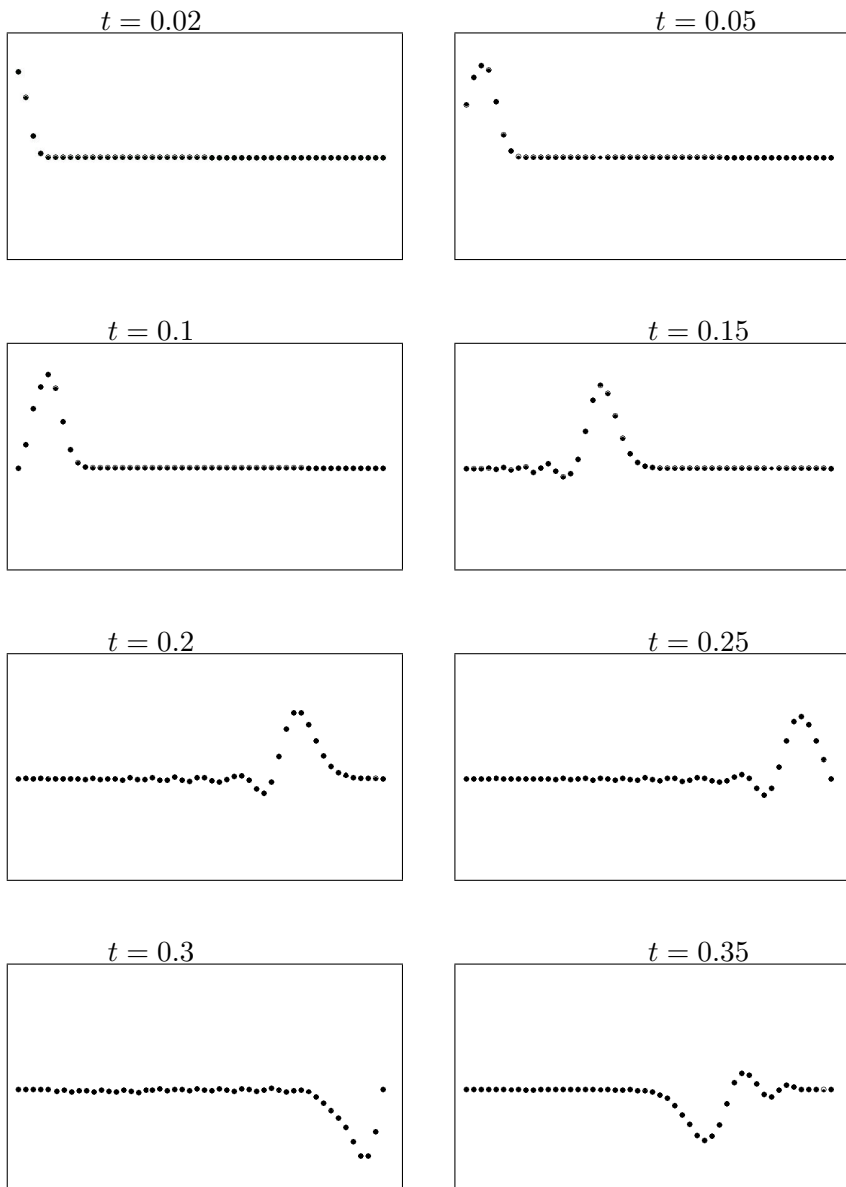 t = 0.02
t = 0.05
t = 0.1
t = 0.15
t = 0.2
t = 0.25
t = 0.3
t = 0.35